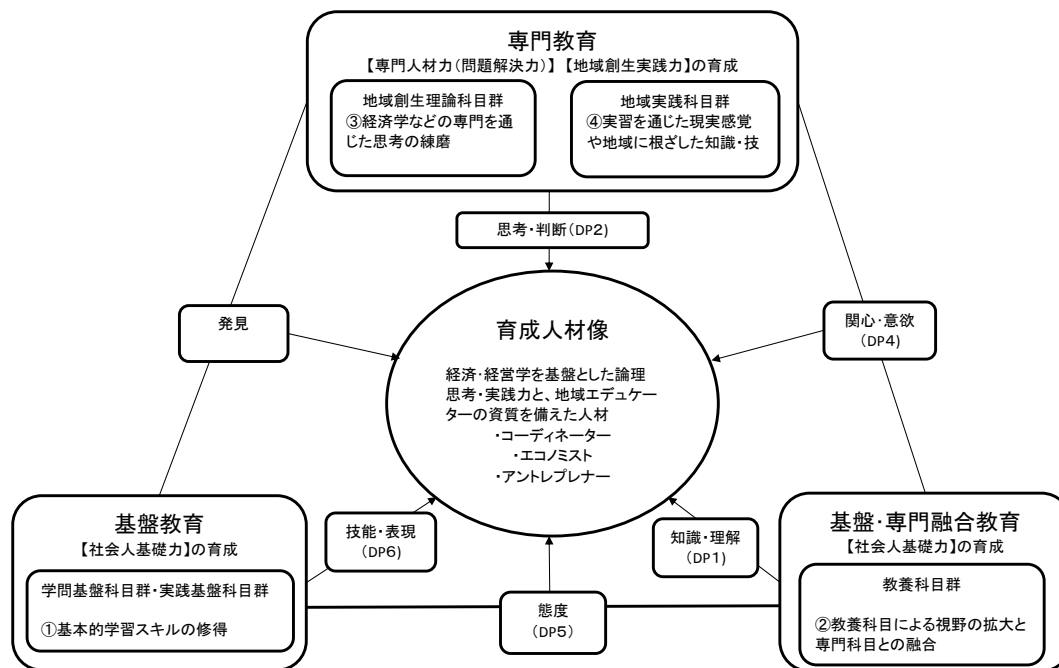 専門教育
【専門人材力(問題解決力)】【地域創生実践力】の育成
地域創生理論科目群
③経済学などの専門を通
じた思考の練磨
地域実践科目群
④実習を通じた現実感覚
や地域に根ざした知識・技
思考・判断(DP2)
発見
関心・意欲
(DP4)
育成人材像
経済・経営学を基盤とした論理
思考・実践力と、地域エデュケー
ターの資質を備えた人材
・コーディネーター
・エコノミスト
・アントレプレナー
基盤教育
【社会人基礎力】の育成
学問基盤科目群・実践基盤科目群
①基本的学習スキルの修得
技能・表現
(DP6)
態度
(DP5)
知識・理解
(DP1)
基盤・専門融合教育
【社会人基礎力】の育成
教養科目群
②教養科目による視野の拡大と
専門科目との融合